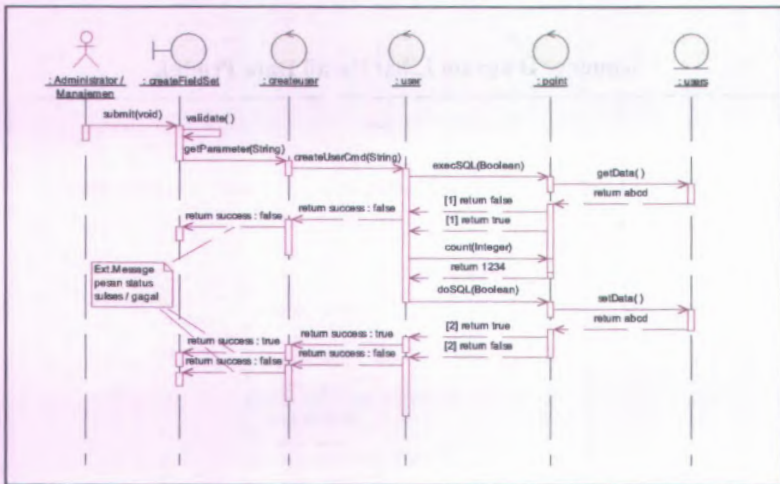 : Administrator /
Manajemen
: createFieldSet
: createuser
: user
: point
: users
submit(void)
validate( )
getParameter(String)
createUserCmd(String)
execSQL(Boolean)
getData( )
return abcd
[1] return false
return success : false
return success : false
[1] return true
count(Integer)
return 1234
Ext.Message
pesan status
sukses / gagal
doSQL(Boolean)
setData( )
return abcd
[2] return true
return success : true
return success : true
[2] return false
return success : false
return success : false